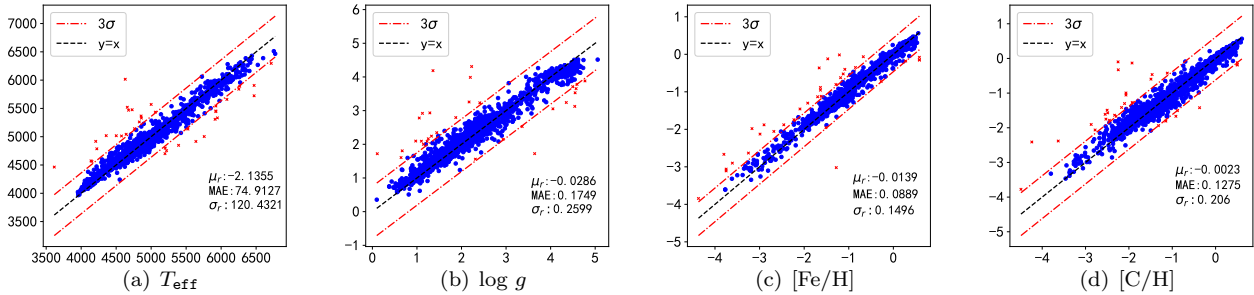 7000
6500
6000
5500
5000
4500
4000
3500
3500 4000 4500 5000 5500 6000 6500
3σ
y=x
μr:-2.1355
MAE:74.9127
σr:120.4321
(a) Teff
6
5
4
3
2
1
0
−1
0 1 2 3 4 5
3σ
y=x
μr:-0.0286
MAE:0.1749
σr:0.2599
(b) log g
1
0
−1
−2
−3
−4
−5
−4 −3 −2 −1 0
3σ
y=x
μr:-0.0139
MAE:0.0889
σr:0.1496
(c) [Fe/H]
1
0
−1
−2
−3
−4
−5
−4 −3 −2 −1 0
3σ
y=x
μr:-0.0023
MAE:0.1275
σr:0.206
(d) [C/H]